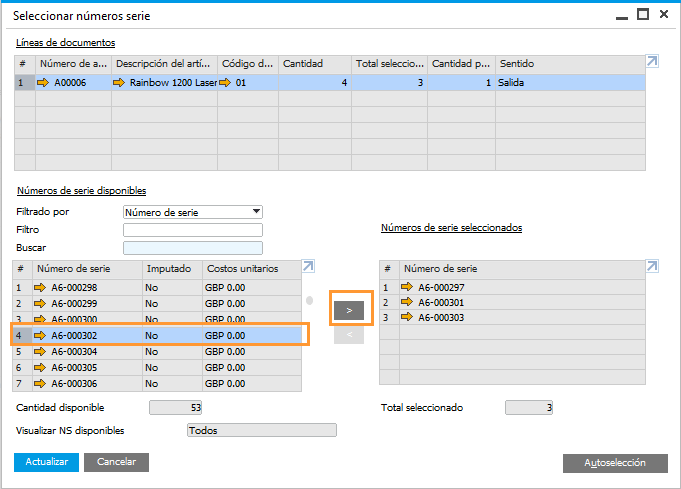 Seleccionar números serie
Líneas de documentos
# Número de a... Descripción del artí... Código d... Cantidad Total seleccio... Cantidad p... Sentido
1 A00006 Rainbow 1200 Laser 01 4 3 1 Salida
Números de serie disponibles
Filtrado por Número de serie
Filtro
Buscar
Números de serie seleccionados
# Número de serie Imputado Costos unitarios
1 A6-000298 No GBP 0.00
2 A6-000299 No GBP 0.00
3 A6-000300 No GBP 0.00
4 A6-000302 No GBP 0.00
5 A6-000304 No GBP 0.00
6 A6-000305 No GBP 0.00
7 A6-000306 No GBP 0.00
>
<
# Número de serie
1 A6-000297
2 A6-000301
3 A6-000303
Cantidad disponible 53
Total seleccionado 3
Visualizar NS disponibles Todos
Actualizar Cancelar
Autoselección